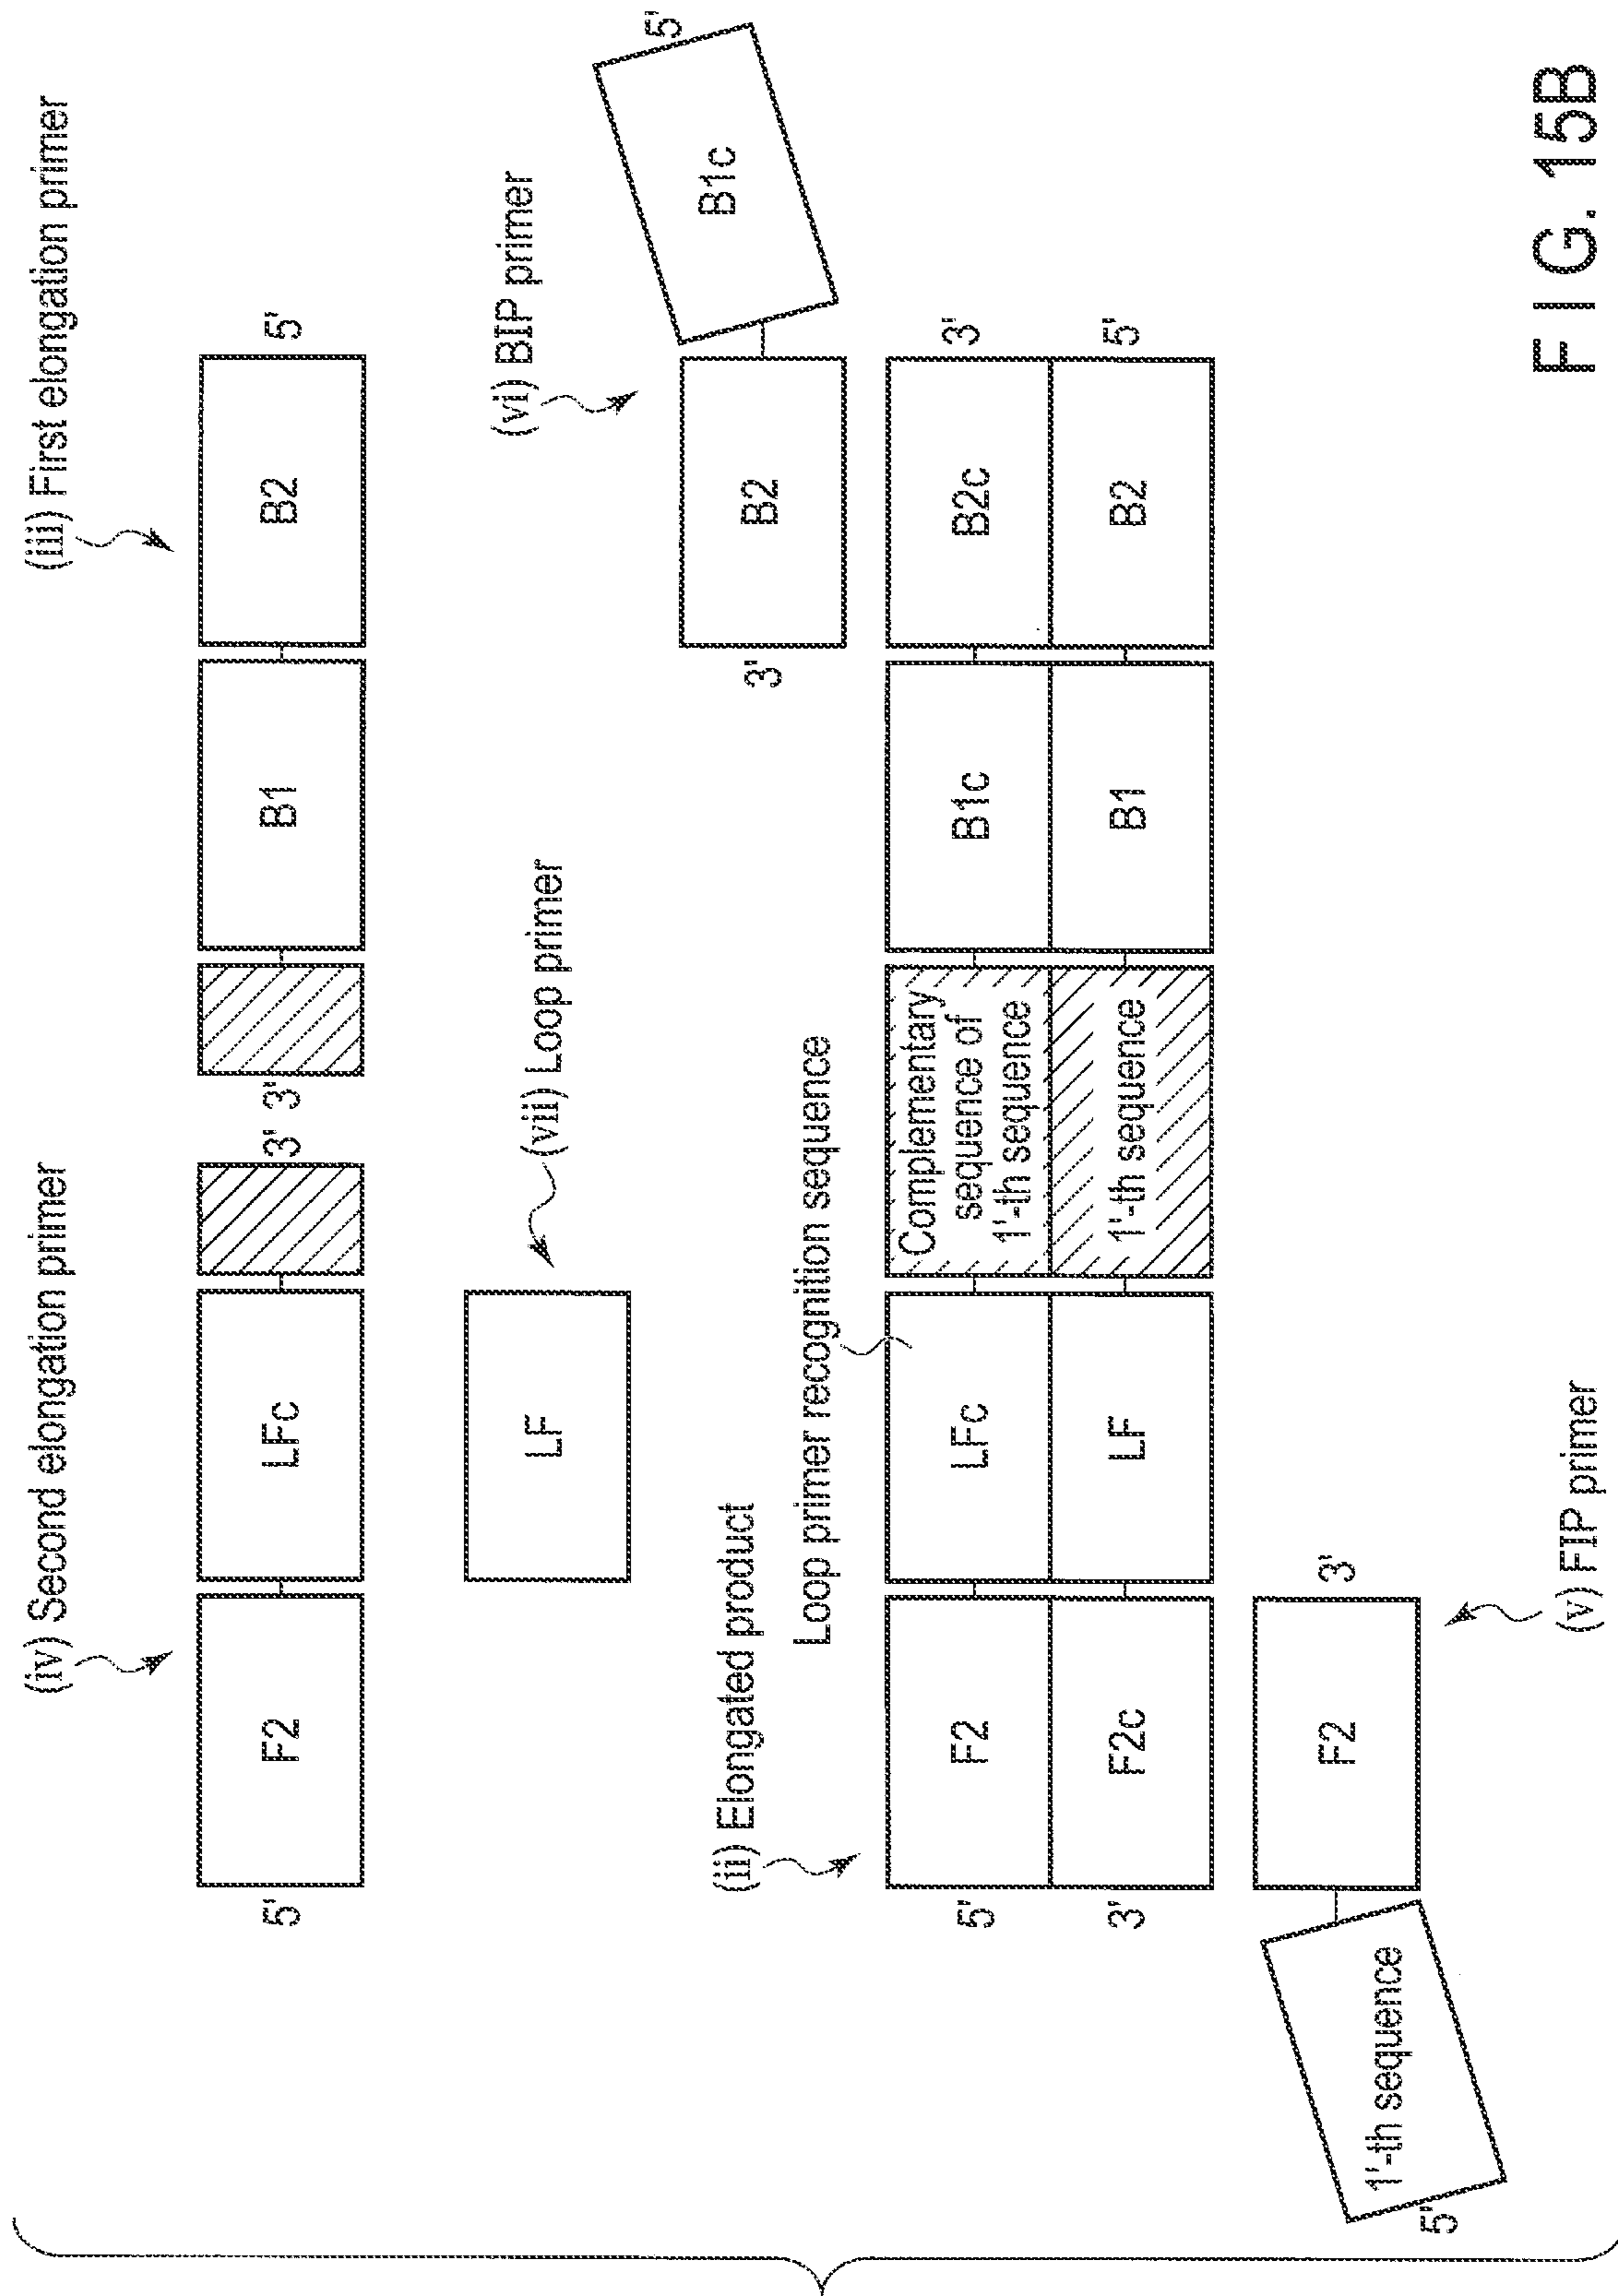 (iv) Second elongation primer
(iii) First elongation primer
5'
F2
LFc
3'
3'
B1
B2
5'
(vii) Loop primer
LF
(vi) BIP primer
3'
B2
B1c
5'
(ii) Elongated product
Loop primer recognition sequence
5'
F2
LFc
Complementary
sequence of
1'-th sequence
B1c
B2c
3'
3'
F2c
LF
1'-th sequence
B1
B2
5'
5'
1'-th sequence
F2
3'
(v) FIP primer
FIG. 15B